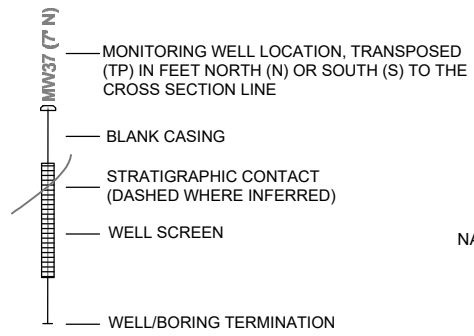 MW37 (7' N)
MONITORING WELL LOCATION, TRANSPOSED
(TP) IN FEET NORTH (N) OR SOUTH (S) TO THE
CROSS SECTION LINE
BLANK CASING
STRATIGRAPHIC CONTACT
(DASHED WHERE INFERRED)
WELL SCREEN
NA
WELL/BORING TERMINATION